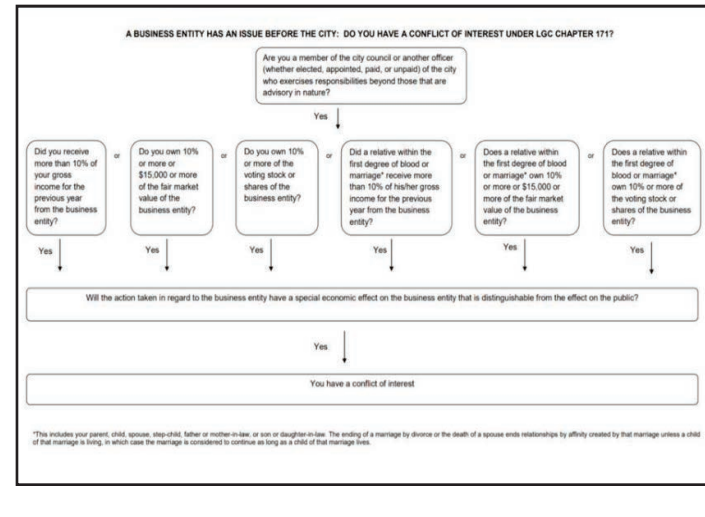 A BUSINESS ENTITY HAS AN ISSUE BEFORE THE CITY: DO YOU HAVE A CONFLICT OF INTEREST UNDER LGC CHAPTER 171?
Are you a member of the city council or another officer
(whether elected, appointed, paid, or unpaid) of the city
who exercises responsibilities beyond those that are
advisory in nature?
Yes
Did you receive
more than 10% of
your gross
income for the
previous year
from the business
entity?
or
Do you own 10%
or more or
$15,000 or more
of the fair market
value of the
business entity?
or
Do you own 10%
or more of the
voting stock or
shares of the
business entity?
or
Did a relative within the
first degree of blood or
marriage* receive more
than 10% of his/her gross
income for the previous
year from the business
entity?
or
Does a relative within
the first degree of blood
or marriage* own 10%
or more or $15,000 or
more of the fair market
value of the business
entity?
or
Does a relative within
the first degree of
blood or marriage*
own 10% or more of
the voting stock or
shares of the business
entity?
Yes
Yes
Yes
Yes
Yes
Yes
Will the action taken in regard to the business entity have a special economic effect on the business entity that is distinguishable from the effect on the public?
Yes
You have a conflict of interest
*This includes your parent, child, spouse, step-child, father or mother-in-law, or son or daughter-in-law. The ending of a marriage by divorce or the death of a spouse ends relationships by affinity created by that marriage unless a child
of that marriage is living, in which case the marriage is considered to continue as long as a child of that marriage lives.